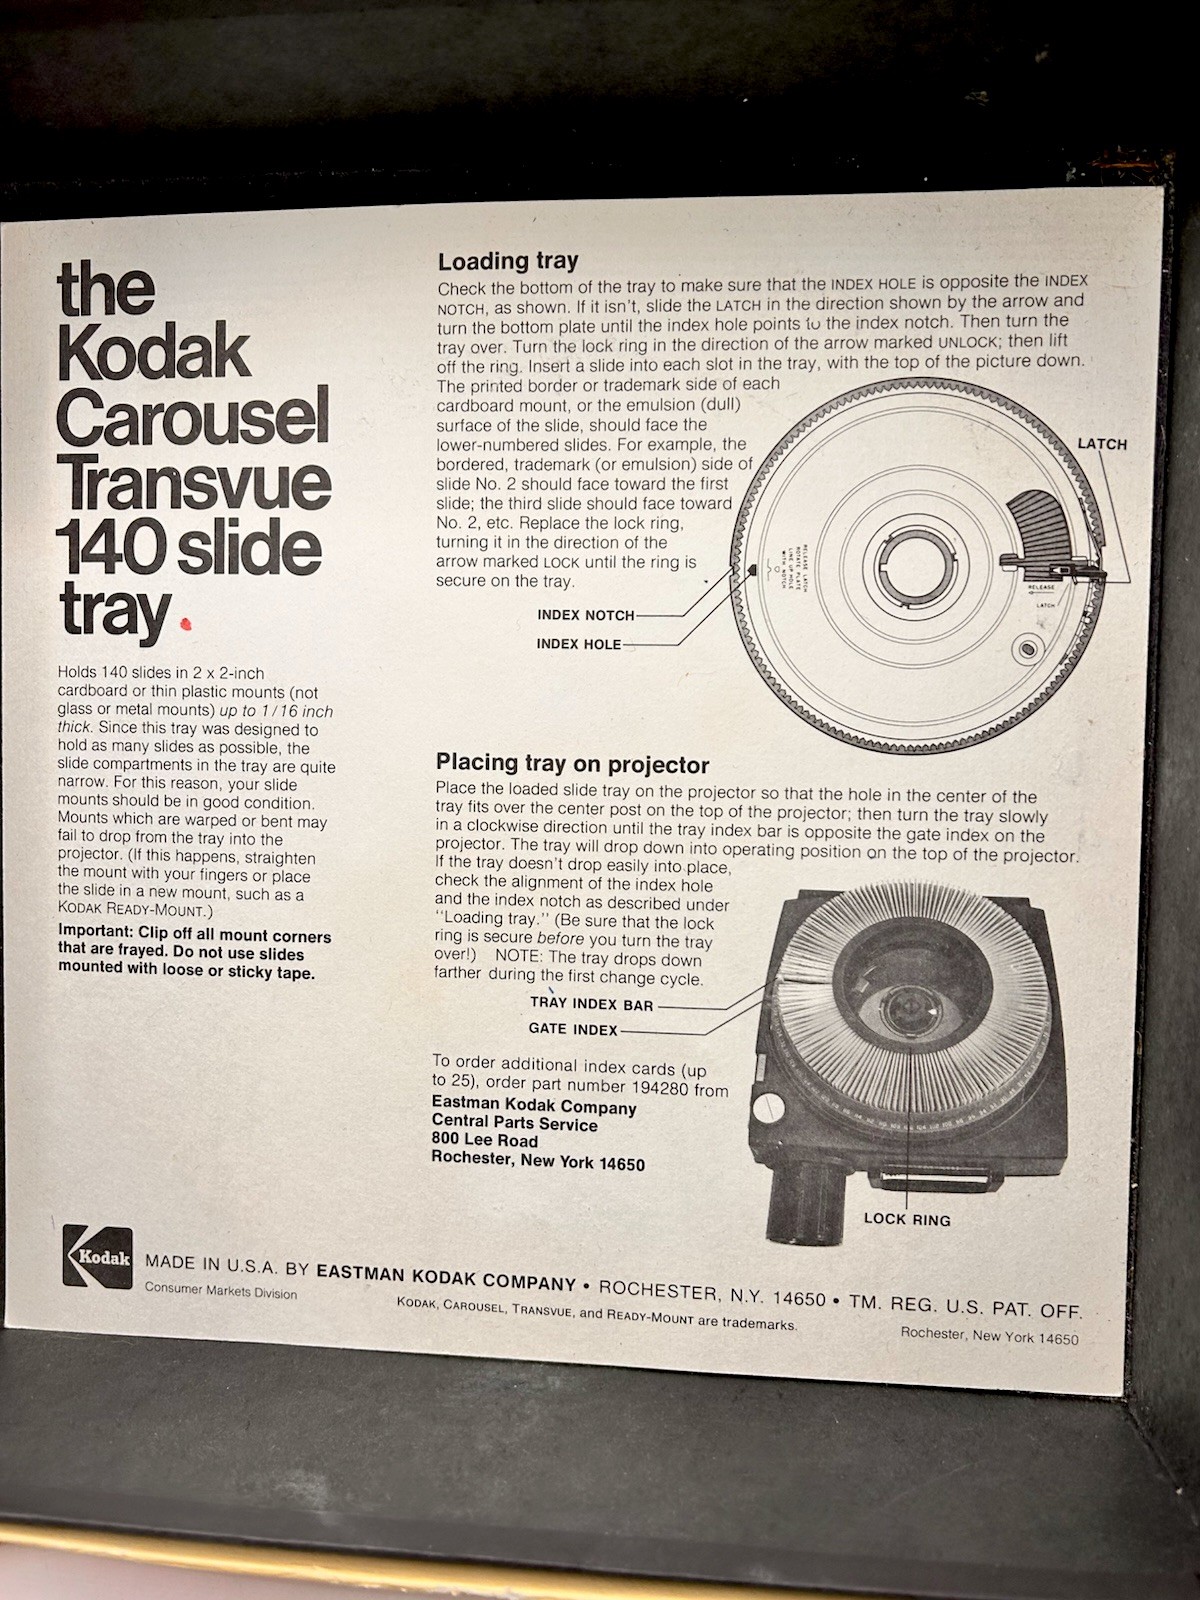 the
Kodak
Carousel
Transvue
140 slide
tray
Holds 140 slides in 2 x 2-inch
cardboard or thin plastic mounts (not
glass or metal mounts) up to 1/16 inch
thick. Since this tray was designed to
hold as many slides as possible, the
slide compartments in the tray are quite
narrow. For this reason, your slide
mounts should be in good condition.
Mounts which are warped or bent may
fail to drop from the tray into the
projector. (If this happens, straighten
the mount with your fingers or place
the slide in a new mount, such as a
KODAK READY-MOUNT.)
Important: Clip off all mount corners
that are frayed. Do not use slides
mounted with loose or sticky tape.
Loading tray
Check the bottom of the tray to make sure that the INDEX HOLE is opposite the INDEX
NOTCH, as shown. If it isn't, slide the LATCH in the direction shown by the arrow and
turn the bottom plate until the index hole points to the index notch. Then turn the
tray over. Turn the lock ring in the direction of the arrow marked UNLOCK; then lift
off the ring. Insert a slide into each slot in the tray, with the top of the picture down.
The printed border or trademark side of each
cardboard mount, or the emulsion (dull)
surface of the slide, should face the
lower-numbered slides. For example, the
bordered, trademark (or emulsion) side of
slide No. 2 should face toward the first
slide; the third slide should face toward
No. 2, etc. Replace the lock ring,
turning it in the direction of the
arrow marked LOCK until the ring is
secure on the tray.
LATCH
RELEASE LATCH
ROTATE PLATE
LINE UP HOLE
WITH NOTCH
RELEASE
LATCH
INDEX NOTCH
INDEX HOLE
Placing tray on projector
Place the loaded slide tray on the projector so that the hole in the center of the
tray fits over the center post on the top of the projector; then turn the tray slowly
in a clockwise direction until the tray index bar is opposite the gate index on the
projector. The tray will drop down into operating position on the top of the projector.
If the tray doesn't drop easily into place,
check the alignment of the index hole
and the index notch as described under
"Loading tray." (Be sure that the lock
ring is secure before you turn the tray
over!) NOTE: The tray drops down
farther during the first change cycle.
TRAY INDEX BAR
GATE INDEX
LOCK RING
To order additional index cards (up
to 25), order part number 194280 from
Eastman Kodak Company
Central Parts Service
800 Lee Road
Rochester, New York 14650
Kodak
MADE IN U.S.A. BY EASTMAN KODAK COMPANY • ROCHESTER, N.Y. 14650 • TM. REG. U.S. PAT. OFF.
Consumer Markets Division
KODAK, CAROUSEL, TRANSVUE, and READY-MOUNT are trademarks.
Rochester, New York 14650